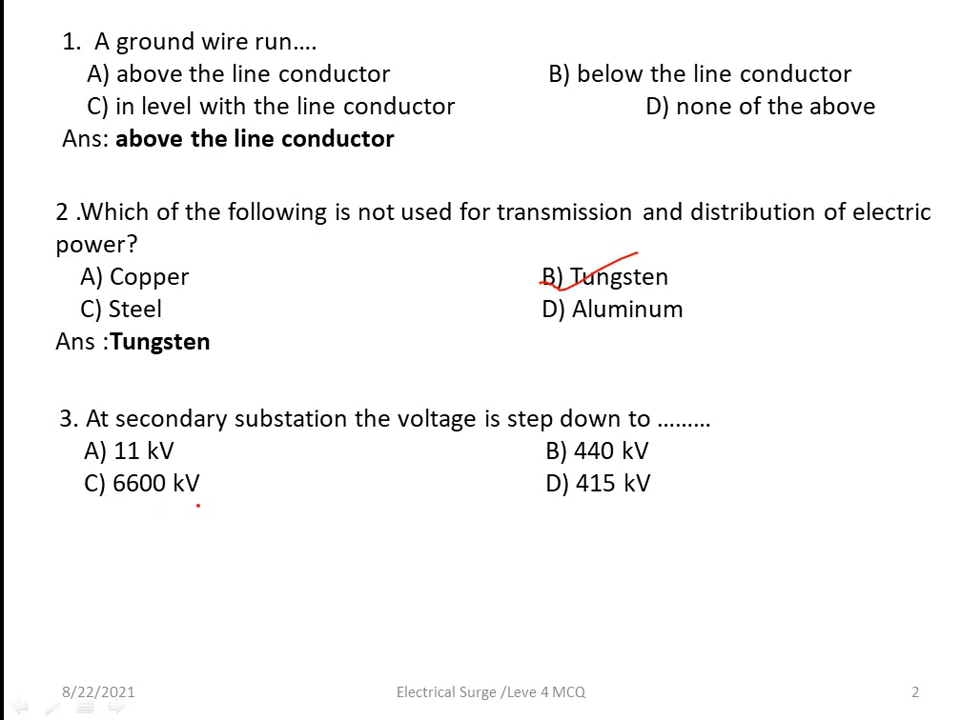 1. A ground wire run....
A) above the line conductor B) below the line conductor
C) in level with the line conductor D) none of the above
Ans: above the line conductor
2 .Which of the following is not used for transmission and distribution of electric
power?
A) Copper B) Tungsten
C) Steel D) Aluminum
Ans :Tungsten
3. At secondary substation the voltage is step down to .........
A) 11 kV B) 440 kV
C) 6600 kV D) 415 kV
8/22/2021 Electrical Surge /Leve 4 MCQ 2